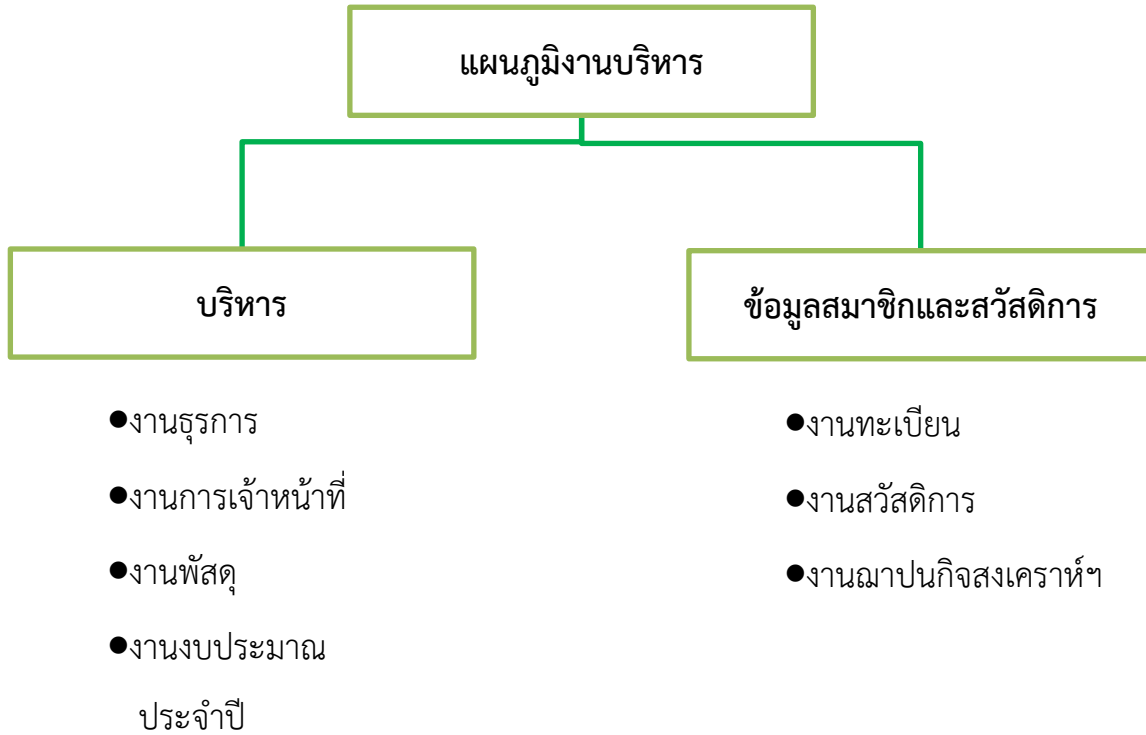 แผนภูมิงานบริหาร
บริหาร
●งานธุรการ
●งานการเจ้าหน้าที่
●งานพัสดุ
●งานงบประมาณ
ประจำปี
ข้อมูลสมาชิกและสวัสดิการ
●งานทะเบียน
●งานสวัสดิการ
●งานฌาปนกิจสงเคราห์ฯ